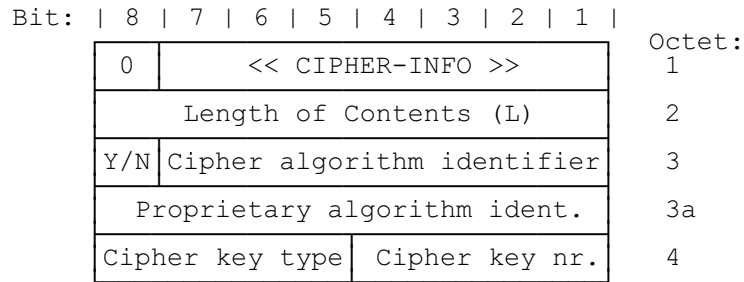 Bit: | 8 | 7 | 6 | 5 | 4 | 3 | 2 | 1 |
Octet:
0 << CIPHER-INFO >> 1
Length of Contents (L) 2
Y/N Cipher algorithm identifier 3
Proprietary algorithm ident. 3a
Cipher key type Cipher key nr. 4